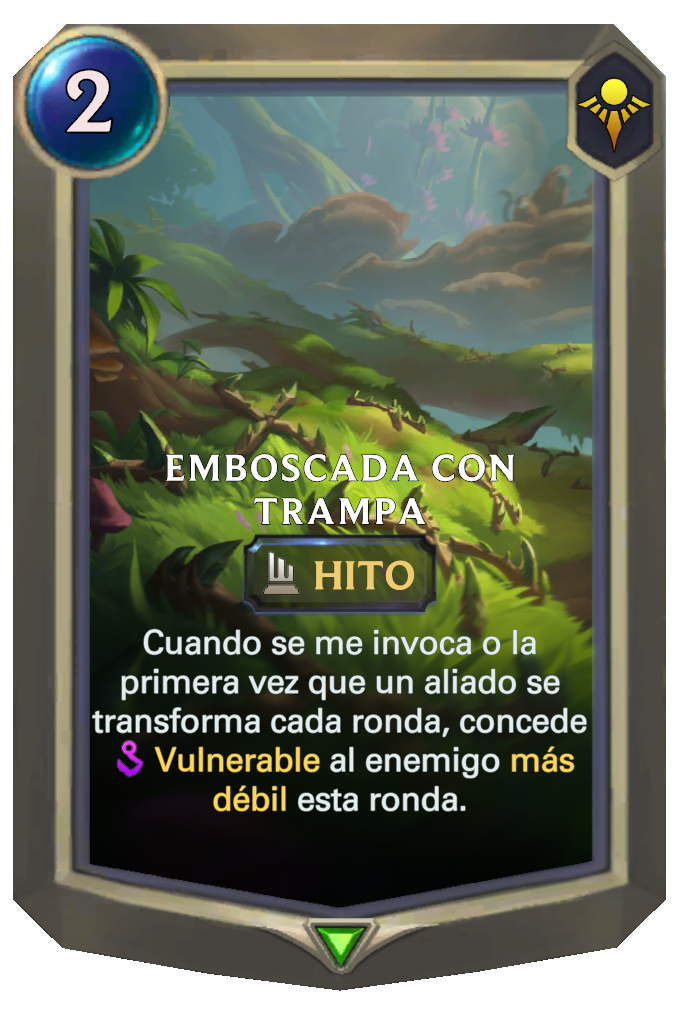 2
EMBOSCADA CON
TRAMPA
HITO
Cuando se me invoca o la
primera vez que un aliado se
transforma cada ronda, concede
Vulnerable al enemigo más
débil esta ronda.